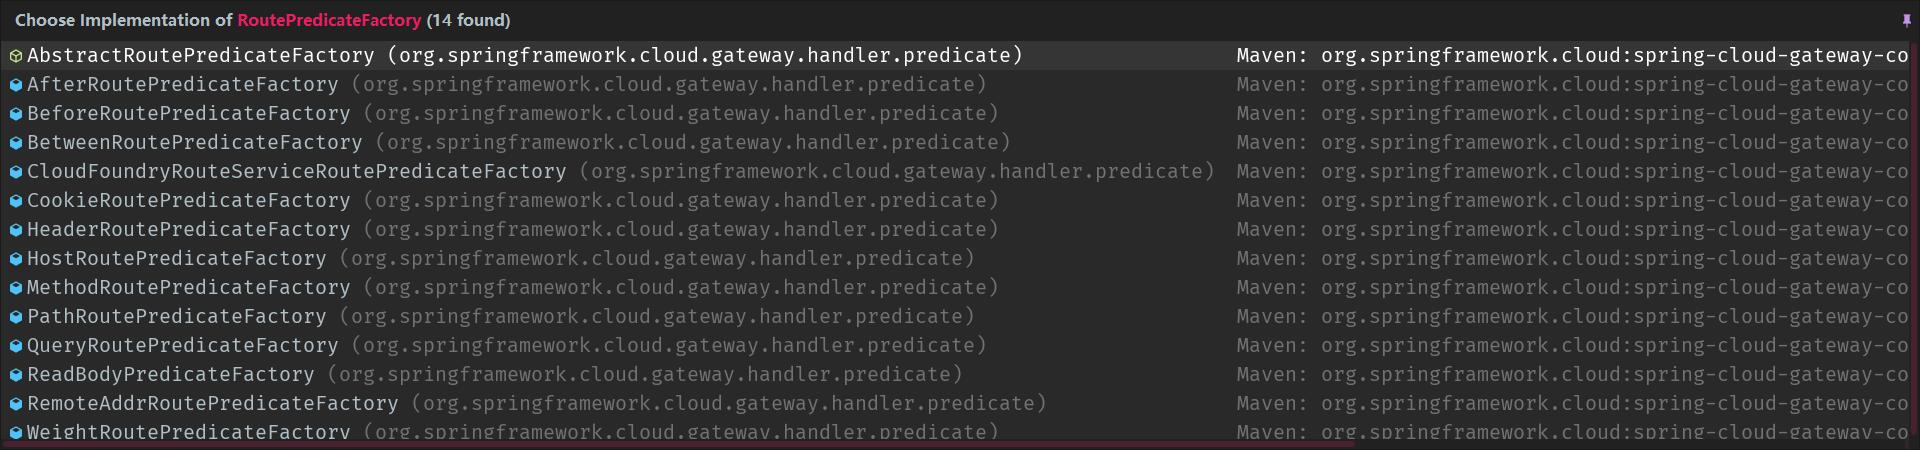 Choose Implementation of RoutePredicateFactory (14 found)
AbstractRoutePredicateFactory (org.springframework.cloud.gateway.handler.predicate) Maven: org.springframework.cloud:spring-cloud-gateway-co
AfterRoutePredicateFactory (org.springframework.cloud.gateway.handler.predicate) Maven: org.springframework.cloud:spring-cloud-gateway-co
BeforeRoutePredicateFactory (org.springframework.cloud.gateway.handler.predicate) Maven: org.springframework.cloud:spring-cloud-gateway-co
BetweenRoutePredicateFactory (org.springframework.cloud.gateway.handler.predicate) Maven: org.springframework.cloud:spring-cloud-gateway-co
CloudFoundryRouteServiceRoutePredicateFactory (org.springframework.cloud.gateway.handler.predicate) Maven: org.springframework.cloud:spring-cloud-gateway-co
CookieRoutePredicateFactory (org.springframework.cloud.gateway.handler.predicate) Maven: org.springframework.cloud:spring-cloud-gateway-co
HeaderRoutePredicateFactory (org.springframework.cloud.gateway.handler.predicate) Maven: org.springframework.cloud:spring-cloud-gateway-co
HostRoutePredicateFactory (org.springframework.cloud.gateway.handler.predicate) Maven: org.springframework.cloud:spring-cloud-gateway-co
MethodRoutePredicateFactory (org.springframework.cloud.gateway.handler.predicate) Maven: org.springframework.cloud:spring-cloud-gateway-co
PathRoutePredicateFactory (org.springframework.cloud.gateway.handler.predicate) Maven: org.springframework.cloud:spring-cloud-gateway-co
QueryRoutePredicateFactory (org.springframework.cloud.gateway.handler.predicate) Maven: org.springframework.cloud:spring-cloud-gateway-co
ReadBodyPredicateFactory (org.springframework.cloud.gateway.handler.predicate) Maven: org.springframework.cloud:spring-cloud-gateway-co
RemoteAddrRoutePredicateFactory (org.springframework.cloud.gateway.handler.predicate) Maven: org.springframework.cloud:spring-cloud-gateway-co
WeightRoutePredicateFactory (org.springframework.cloud.gateway.handler.predicate) Maven: org.springframework.cloud:spring-cloud-gateway-co